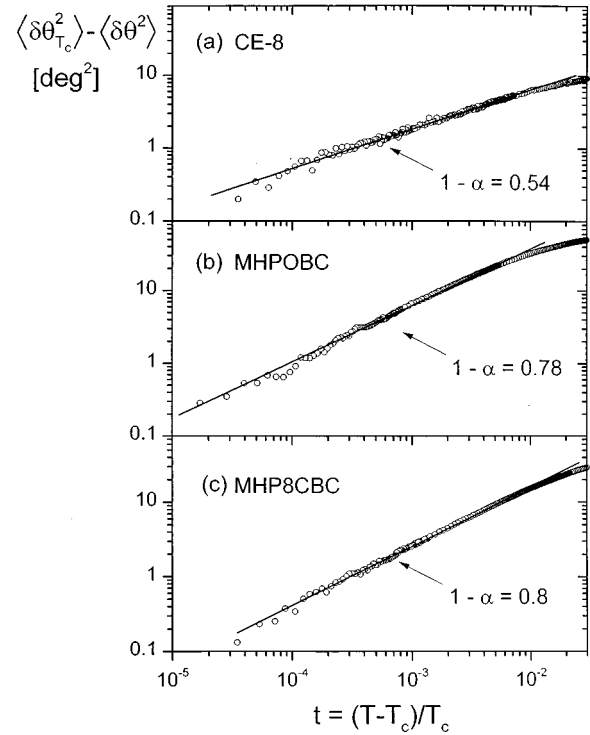 ⟨δθ²_Tc⟩-⟨δθ²⟩
[deg²]
(a) CE-8
10
1
0.1
1 - α = 0.54
(b) MHPOBC
10
1
0.1
1 - α = 0.78
(c) MHP8CBC
10
1
0.1
1 - α = 0.8
10⁻⁵ 10⁻⁴ 10⁻³ 10⁻²
t = (T-T_c)/T_c